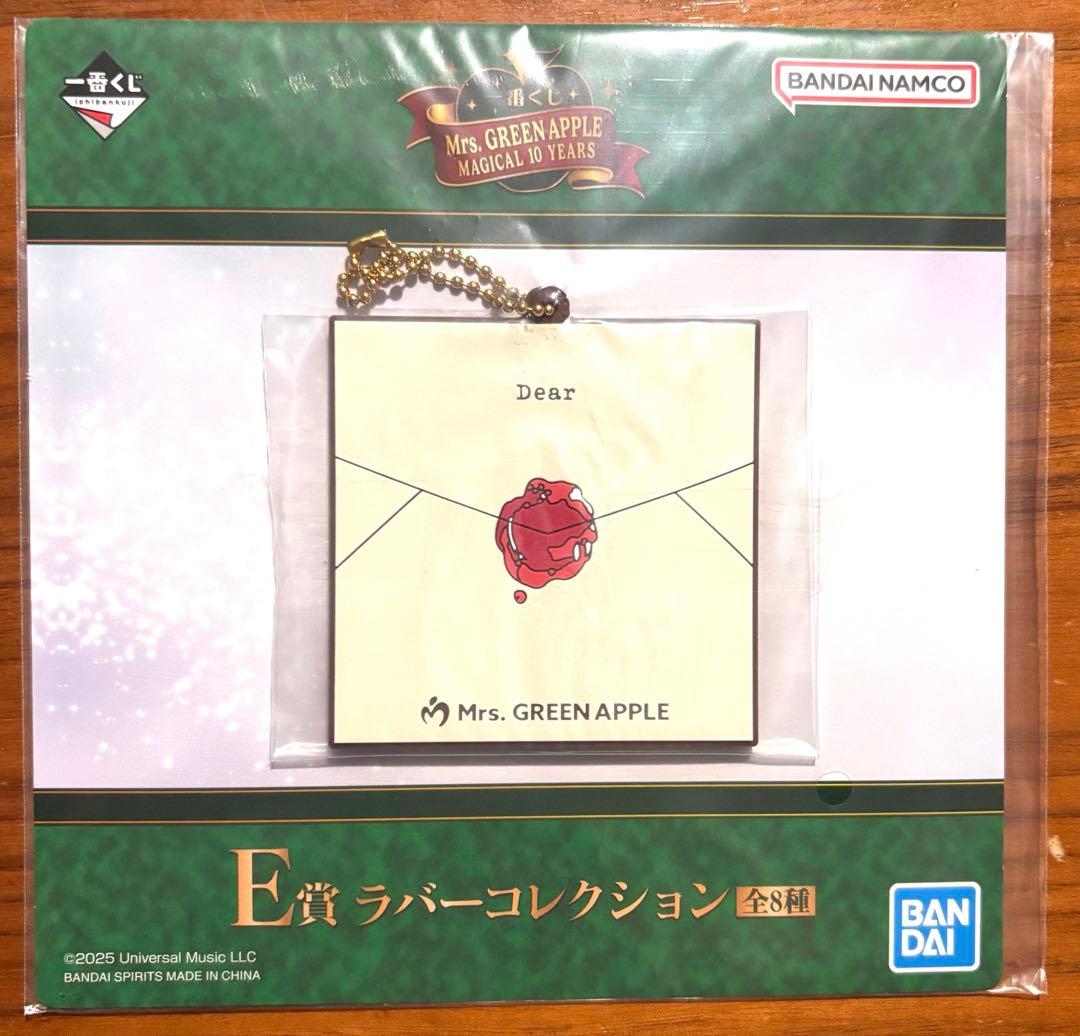 一番くじ
ichibankuji
一番くじ
Mrs. GREEN APPLE
MAGICAL 10 YEARS
BANDAI NAMCO
Dear
Mrs. GREEN APPLE
E賞 ラバーコレクション 全8種
©2025 Universal Music LLC
BANDAI SPIRITS MADE IN CHINA
BAN
DAI